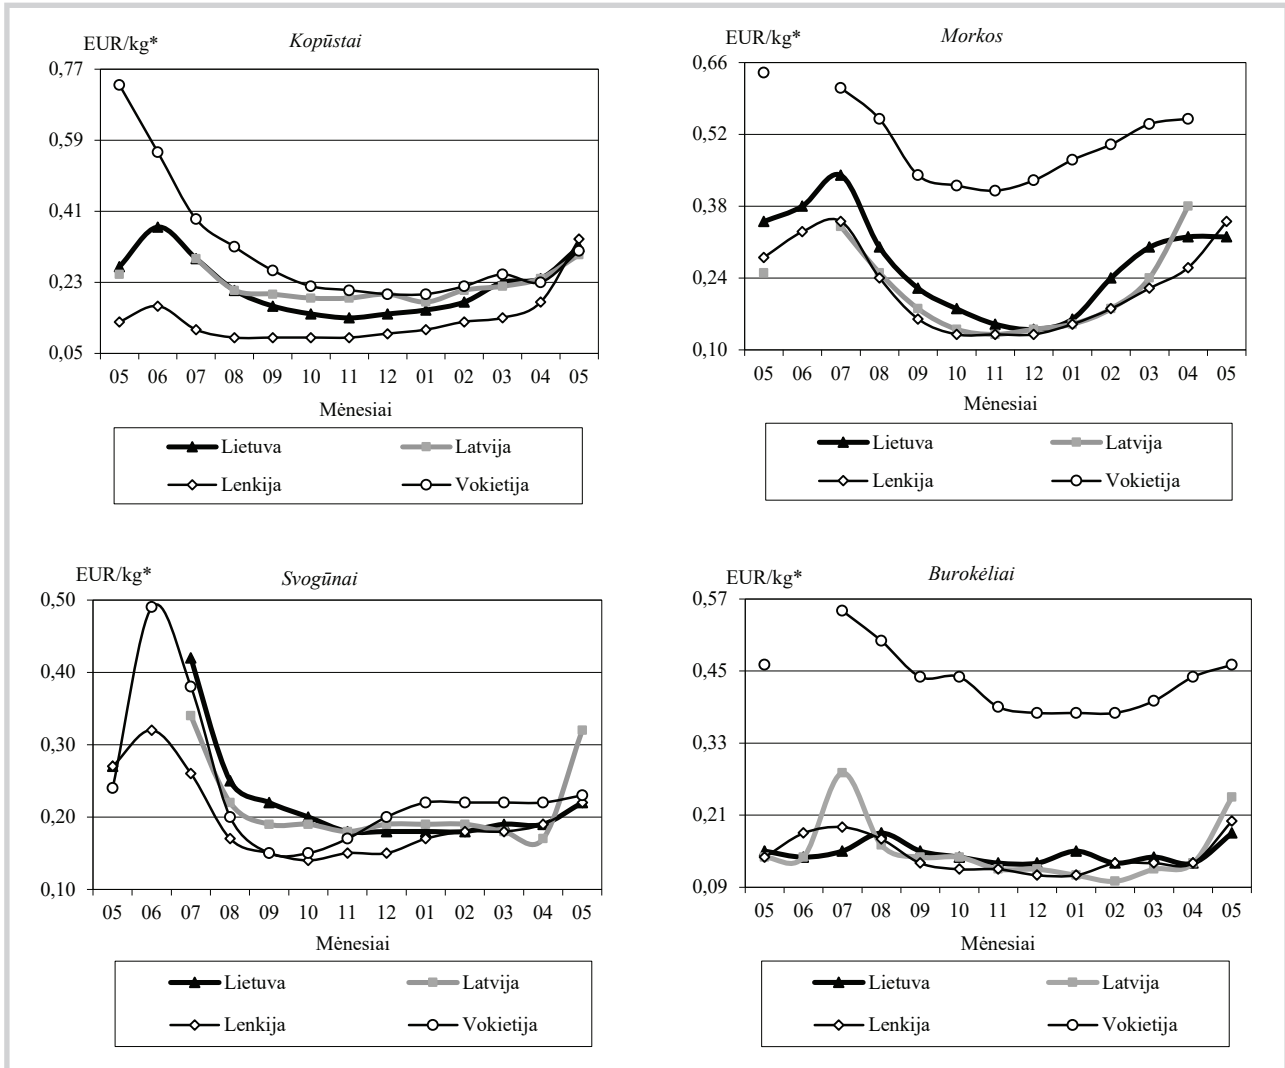 EUR/kg*
Kopūstai
0,77
0,59
0,41
0,23
0,05
05 06 07 08 09 10 11 12 01 02 03 04 05
Mėnesiai
Lietuva Latvija
Lenkija Vokietija
EUR/kg*
Morkos
0,66
0,52
0,38
0,24
0,10
05 06 07 08 09 10 11 12 01 02 03 04 05
Mėnesiai
Lietuva Latvija
Lenkija Vokietija
EUR/kg*
Svogūnai
0,50
0,40
0,30
0,20
0,10
05 06 07 08 09 10 11 12 01 02 03 04 05
Mėnesiai
Lietuva Latvija
Lenkija Vokietija
EUR/kg*
Burokėliai
0,57
0,45
0,33
0,21
0,09
05 06 07 08 09 10 11 12 01 02 03 04 05
Mėnesiai
Lietuva Latvija
Lenkija Vokietija